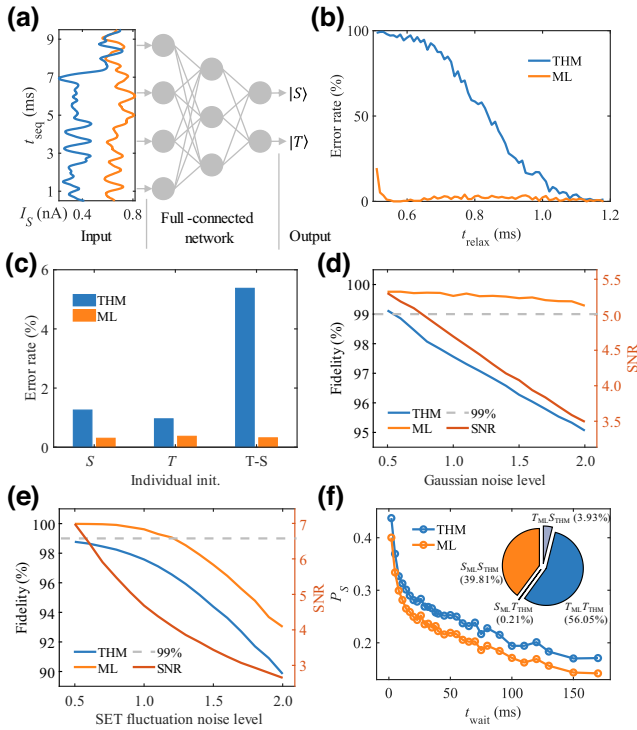 (a)
9
7
5
3
1
t_seq (ms)
I_S (nA) 0.4 0.8
|S⟩
|T⟩
Full -connected
network
Input
Output
(b)
100
50
0
Error rate (%)
THM
ML
0.6 0.8 1.0 1.2
t_relax (ms)
(c)
6
4
2
0
Error rate (%)
THM
ML
S T T-S
Individual init.
(d)
100
99
98
97
96
95
Fidelity (%)
5.5
5.0
4.5
4.0
3.5
SNR
THM 99%
ML SNR
0.5 1.0 1.5 2.0
Gaussian noise level
(e)
100
98
96
94
92
90
Fidelity (%)
7
6
5
4
3
SNR
THM 99%
ML SNR
0.5 1.0 1.5 2.0
SET fluctuation noise level
(f)
0.4
0.3
0.2
P_S
THM
ML
T_ML S_THM (3.93%)
S_ML S_THM
(39.81%)
S_ML T_THM
(0.21%)
T_ML T_THM
(56.05%)
0 50 100 150
t_wait (ms)